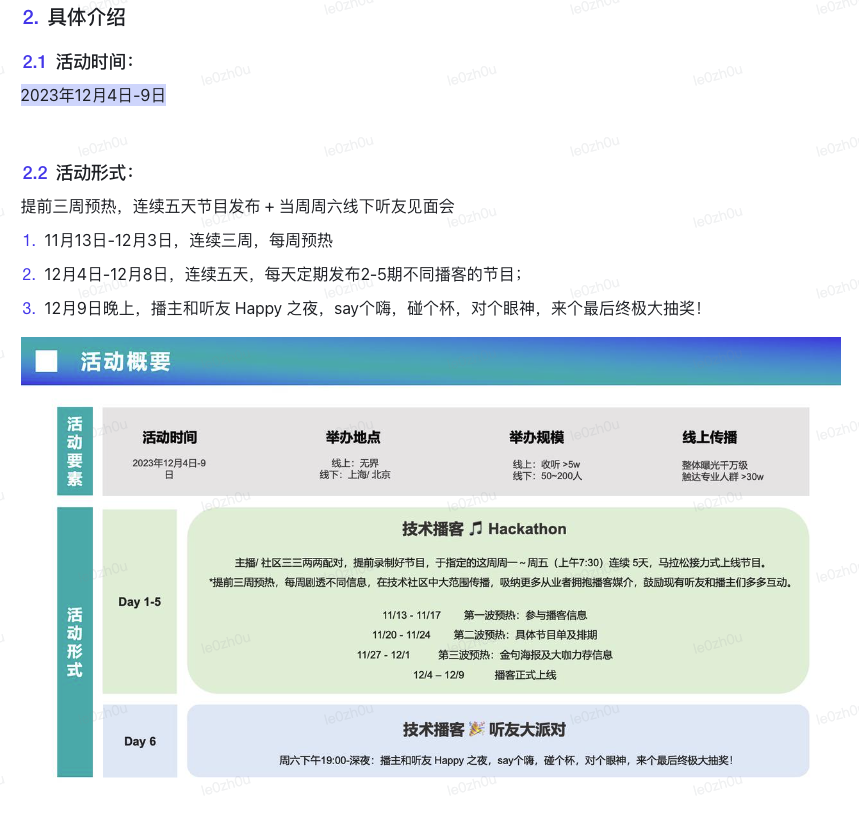 2. 具体介绍
2.1 活动时间：
2023年12月4日-9日
2.2 活动形式：
提前三周预热，连续五天节目发布 + 当周周六线下听友见面会
1. 11月13日-12月3日，连续三周，每周预热
2. 12月4日-12月8日，连续五天，每天定期发布2-5期不同播客的节目；
3. 12月9日晚上，播主和听友 Happy 之夜，say个嗨，碰个杯，对个眼神，来个最后终极大抽奖！
活动概要
活动要素
活动时间 举办地点 举办规模 线上传播
2023年12月4日-9 线上：无界 线上：收听 >5w 整体曝光千万级
日 线下：上海/ 北京 线下：50~200人 触达专业人群 >30w
活动形式
Day 1-5
技术播客 🎵 Hackathon
主播/ 社区三三两两配对，提前录制好节目，于指定的这周周一 ~ 周五（上午7:30）连续 5天，马拉松接力式上线节目。
*提前三周预热，每周剧透不同信息，在技术社区中大范围传播，吸纳更多从业者拥抱播客媒介，鼓励现有听友和播主们多多互动。
11/13 - 11/17 第一波预热：参与播客信息
11/20 - 11/24 第二波预热：具体节目单及排期
11/27 - 12/1 第三波预热：金句海报及大咖力荐信息
12/4 – 12/9 播客正式上线
Day 6
技术播客 🎉 听友大派对
周六下午19:00-深夜：播主和听友 Happy 之夜，say个嗨，碰个杯，对个眼神，来个最后终极大抽奖！
le0zh0u